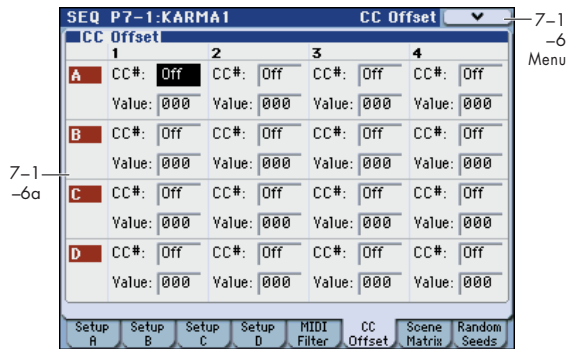 SEQ P7-1:KARMA1 CC Offset
7–1
–6
Menu
CC Offset
1 2 3 4
A CC#: Off CC#: Off CC#: Off CC#: Off
Value: 000 Value: 000 Value: 000 Value: 000
B CC#: Off CC#: Off CC#: Off CC#: Off
Value: 000 Value: 000 Value: 000 Value: 000
7–1
–6a
C CC#: Off CC#: Off CC#: Off CC#: Off
Value: 000 Value: 000 Value: 000 Value: 000
D CC#: Off CC#: Off CC#: Off CC#: Off
Value: 000 Value: 000 Value: 000 Value: 000
Setup A Setup B Setup C Setup D MIDI Filter CC Offset Scene Matrix Random Seeds